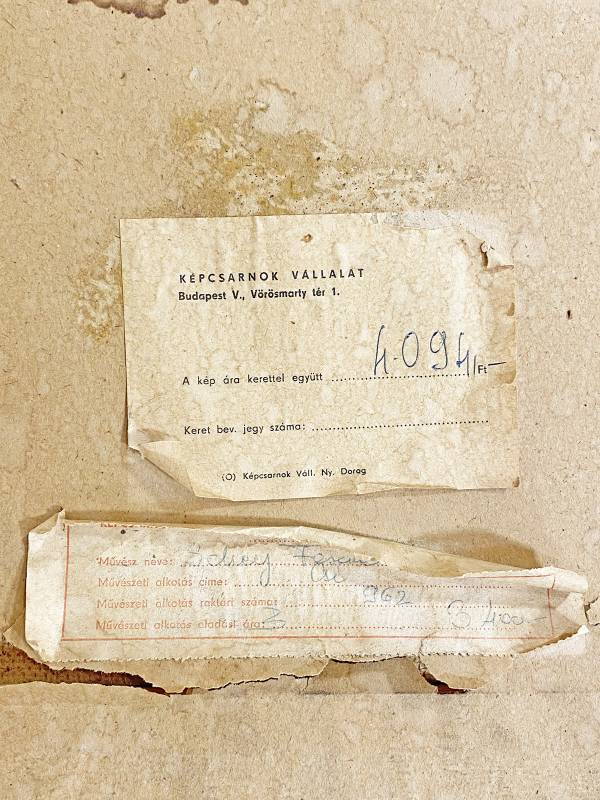 KÉPCSARNOK VÁLLALAT
Budapest V., Vörösmarty tér 1.
A kép ára kerettel együtt 4.094 Ft
Keret bev. jegy száma:
(O) Képcsarnok Váll. Ny. Dorog
Művész neve: Ferenc
Művészeti alkotás címe:
Művészeti alkotás raktári száma: 962
Művészeti alkotás eladási ára: 3 400-